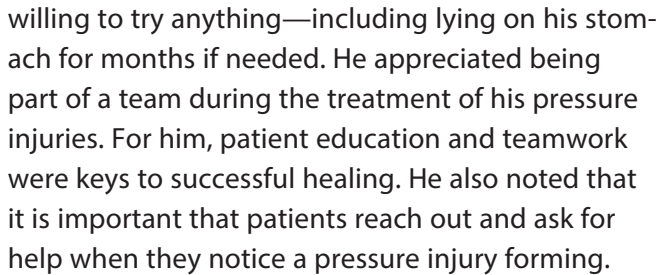 willing to try anything—including lying on his stom-
ach for months if needed. He appreciated being
part of a team during the treatment of his pressure
injuries. For him, patient education and teamwork
were keys to successful healing. He also noted that
it is important that patients reach out and ask for
help when they notice a pressure injury forming.